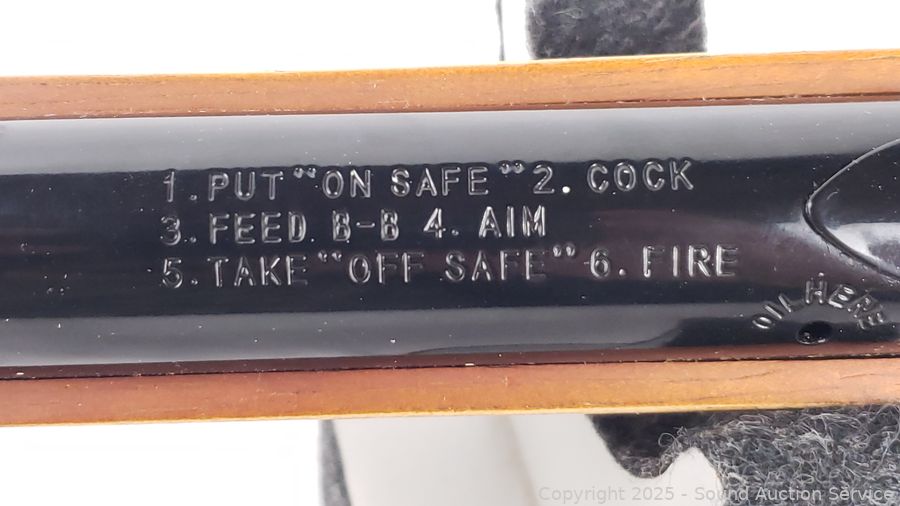 1. PUT "ON SAFE" 2. COCK
3. FEED B-B 4. AIM
5. TAKE "OFF SAFE" 6. FIRE
OIL HERE
Copyright 2025 - Sound Auction Service